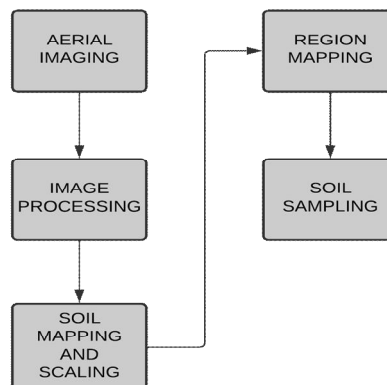 AERIAL
IMAGING
IMAGE
PROCESSING
SOIL
MAPPING
AND
SCALING
REGION
MAPPING
SOIL
SAMPLING